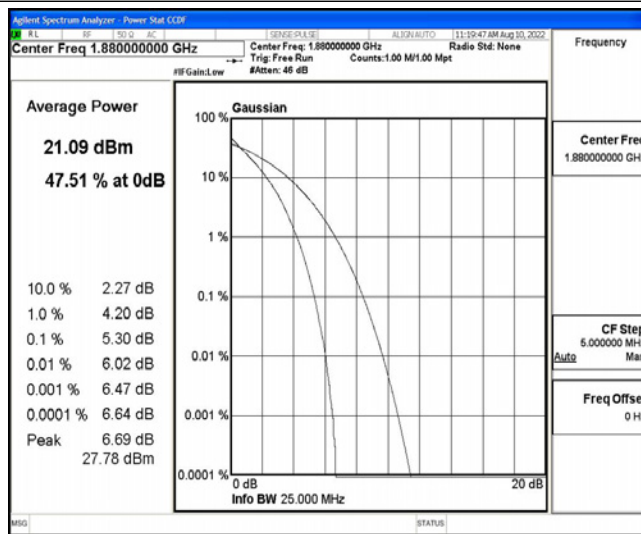 Agilent Spectrum Analyzer - Power Stat CCDF
RL RF 50 Ω AC SENSE:PULSE ALIGN AUTO 11:19:47 AM Aug 10, 2022
Center Freq 1.880000000 GHz
Center Freq: 1.880000000 GHz Radio Std: None
Trig: Free Run Counts:1.00 M/1.00 Mpt
#IFGain:Low #Atten: 46 dB
Frequency
Average Power
21.09 dBm
47.51 % at 0dB
10.0 % 2.27 dB
1.0 % 4.20 dB
0.1 % 5.30 dB
0.01 % 6.02 dB
0.001 % 6.47 dB
0.0001 % 6.64 dB
Peak 6.69 dB
27.78 dBm
Gaussian
100 %
10 %
1 %
0.1 %
0.01 %
0.001 %
0.0001 %
0 dB 20 dB
Info BW 25.000 MHz
Center Freq
1.880000000 GHz
CF Step
5.000000 MHz
Auto Man
Freq Offse
0 H
MSG STATUS